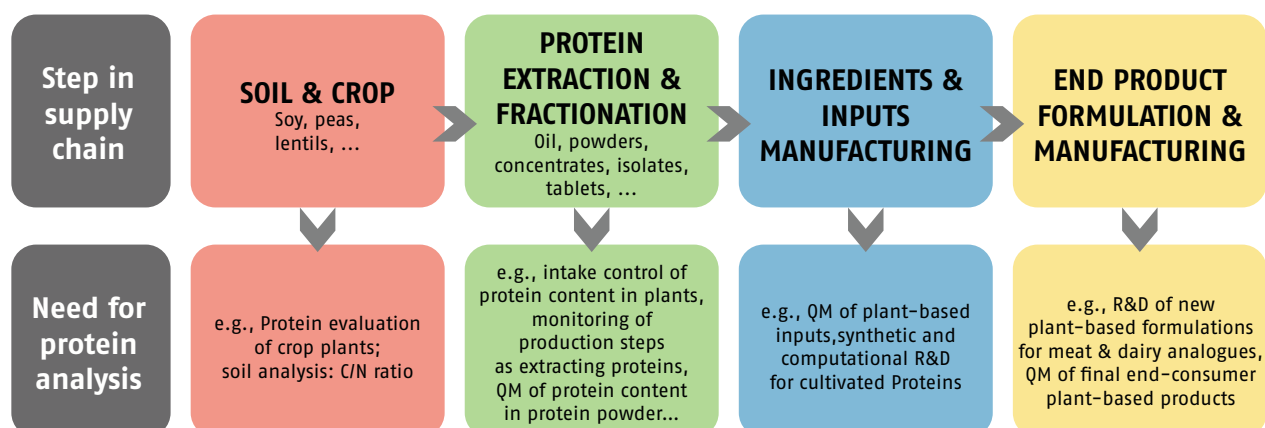 Step in
supply
chain
SOIL & CROP
Soy, peas,
lentils, ...
PROTEIN
EXTRACTION &
FRACTIONATION
Oil, powders,
concentrates, isolates,
tablets, ...
INGREDIENTS &
INPUTS
MANUFACTURING
END PRODUCT
FORMULATION &
MANUFACTURING
Need for
protein
analysis
e.g., Protein evaluation
of crop plants;
soil analysis: C/N ratio
e.g., intake control of
protein content in plants,
monitoring of
production steps
as extracting proteins,
QM of protein content
in protein powder...
e.g., QM of plant-based
inputs,synthetic and
computational R&D
for cultivated Proteins
e.g., R&D of new
plant-based formulations
for meat & dairy analogues,
QM of final end-consumer
plant-based products